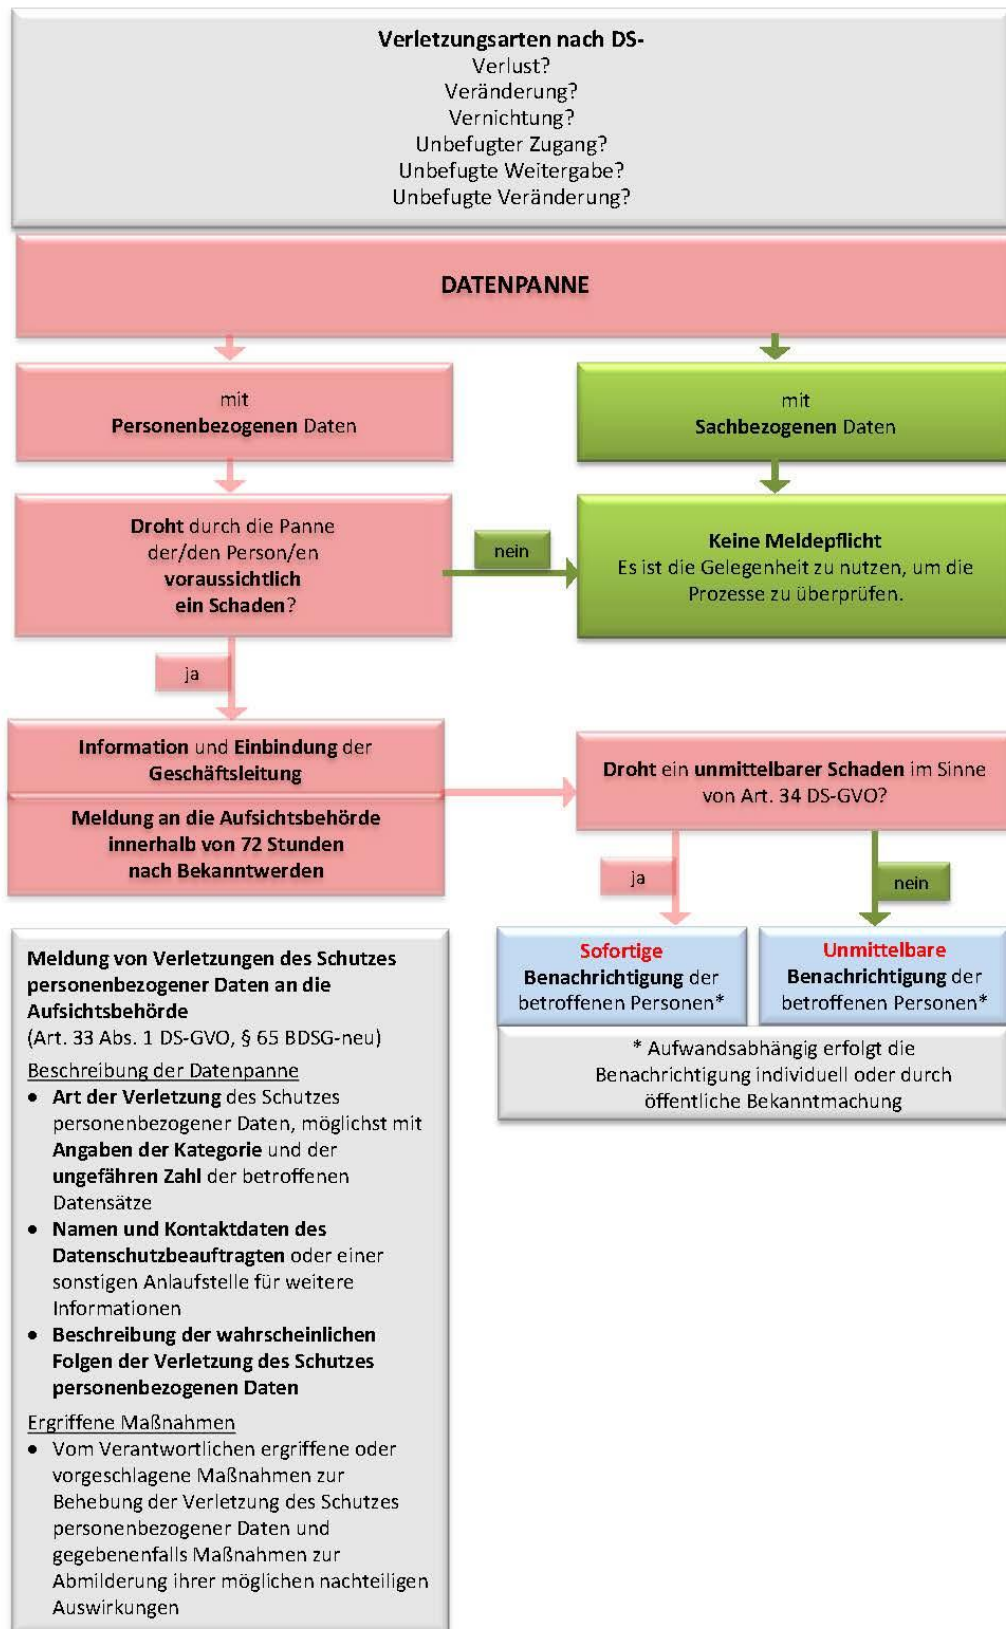 Verletzungsarten nach DS-
Verlust?
Veränderung?
Vernichtung?
Unbefugter Zugang?
Unbefugte Weitergabe?
Unbefugte Veränderung?
DATENPANNE
mit
Personenbezogenen Daten
mit
Sachbezogenen Daten
Droht durch die Panne
der/den Person/en
voraussichtlich
ein Schaden?
nein
Keine Meldepflicht
Es ist die Gelegenheit zu nutzen, um die
Prozesse zu überprüfen.
ja
Information und Einbindung der
Geschäftsleitung
Meldung an die Aufsichtsbehörde
innerhalb von 72 Stunden
nach Bekanntwerden
Droht ein unmittelbarer Schaden im Sinne
von Art. 34 DS-GVO?
ja
nein
Sofortige
Benachrichtigung der
betroffenen Personen*
Unmittelbare
Benachrichtigung der
betroffenen Personen*
* Aufwandsabhängig erfolgt die
Benachrichtigung individuell oder durch
öffentliche Bekanntmachung
Meldung von Verletzungen des Schutzes
personenbezogener Daten an die
Aufsichtsbehörde
(Art. 33 Abs. 1 DS-GVO, § 65 BDSG-neu)
Beschreibung der Datenpanne
• Art der Verletzung des Schutzes
personenbezogener Daten, möglichst mit
Angaben der Kategorie und der
ungefähren Zahl der betroffenen
Datensätze
• Namen und Kontaktdaten des
Datenschutzbeauftragten oder einer
sonstigen Anlaufstelle für weitere
Informationen
• Beschreibung der wahrscheinlichen
Folgen der Verletzung des Schutzes
personenbezogenen Daten
Ergriffene Maßnahmen
• Vom Verantwortlichen ergriffene oder
vorgeschlagene Maßnahmen zur
Behebung der Verletzung des Schutzes
personenbezogener Daten und
gegebenenfalls Maßnahmen zur
Abmilderung ihrer möglichen nachteiligen
Auswirkungen